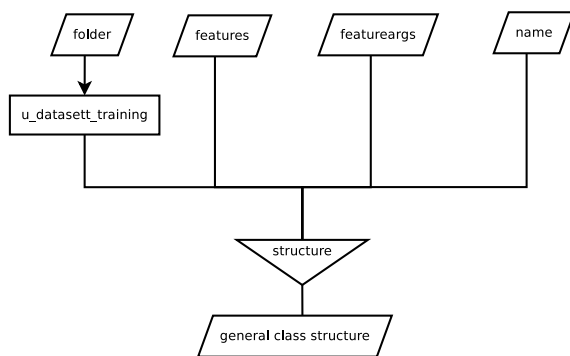 folder
features
featureargs
name
u_datasett_training
structure
general class structure